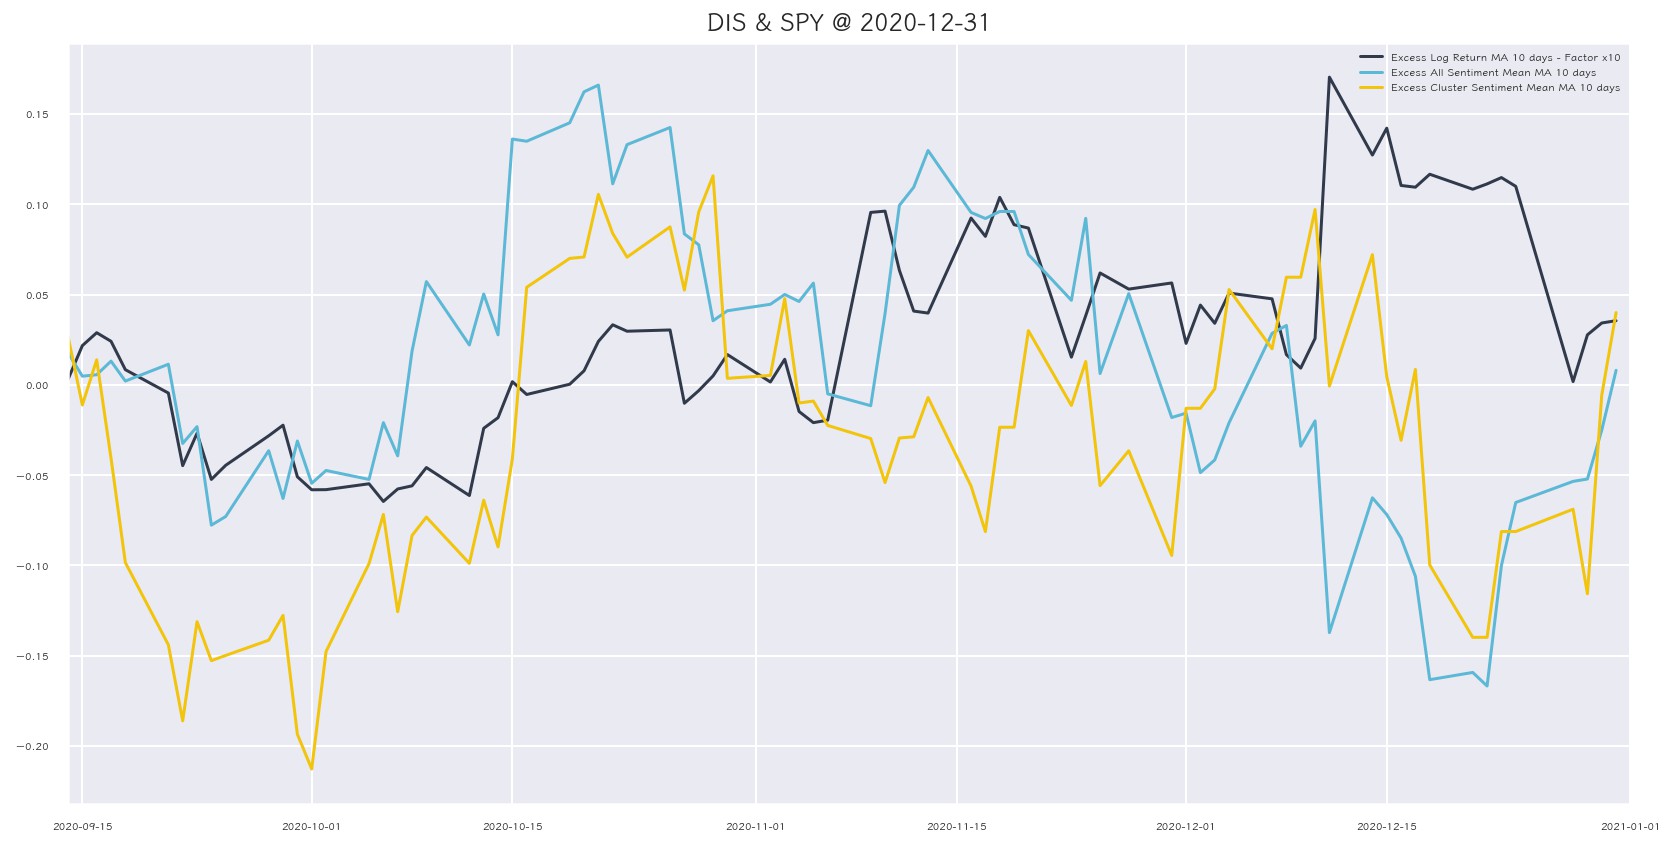 DIS & SPY @ 2020-12-31
Excess Log Return MA 10 days - Factor x10
Excess All Sentiment Mean MA 10 days
Excess Cluster Sentiment Mean MA 10 days
0.15
0.10
0.05
0.00
−0.05
−0.10
−0.15
−0.20
2020-09-15 2020-10-01 2020-10-15 2020-11-01 2020-11-15 2020-12-01 2020-12-15 2021-01-01